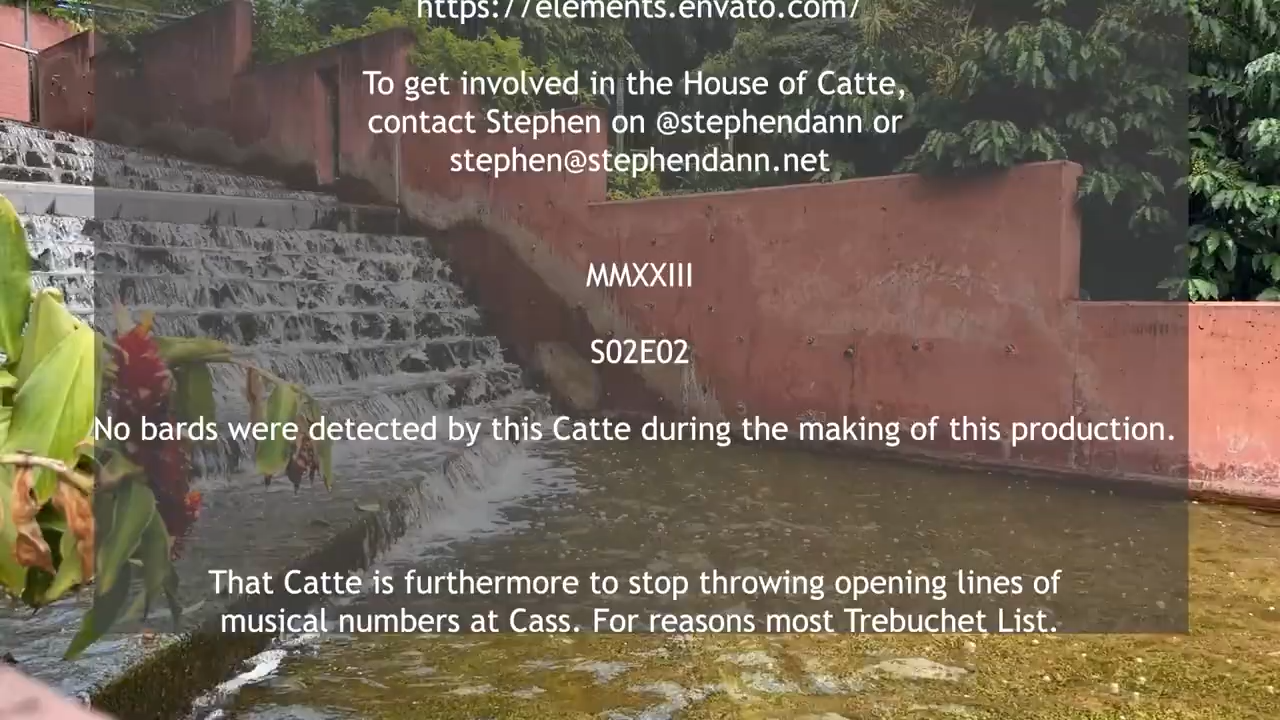 https://elements.envato.com/
To get involved in the House of Catte,
contact Stephen on @stephendann or
stephen@stephendann.net
MMXXIII
S02E02
No bards were detected by this Catte during the making of this production.
That Catte is furthermore to stop throwing opening lines of
musical numbers at Cass. For reasons most Trebuchet List.